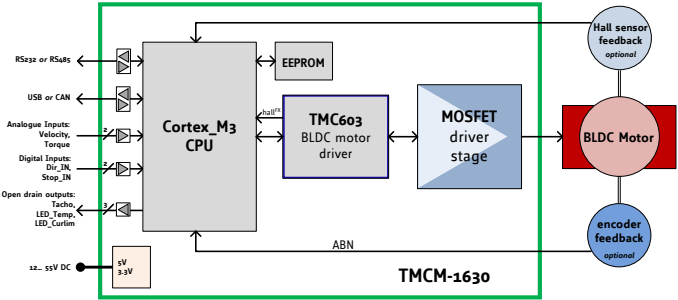 Hall sensor
feedback
optional
RS232 or RS485
EEPROM
USB or CAN
hallFX
TMC603
BLDC motor
driver
MOSFET
driver
stage
Cortex_M3
CPU
BLDC Motor
Analogue Inputs:
Velocity,
Torque
2
Digital Inputs:
Dir_IN,
Stop_IN
2
Open drain outputs:
Tacho,
LED_Temp,
LED_Curlim
3
encoder
feedback
optional
ABN
12... 55V DC
5V
3.3V
TMCM-1630